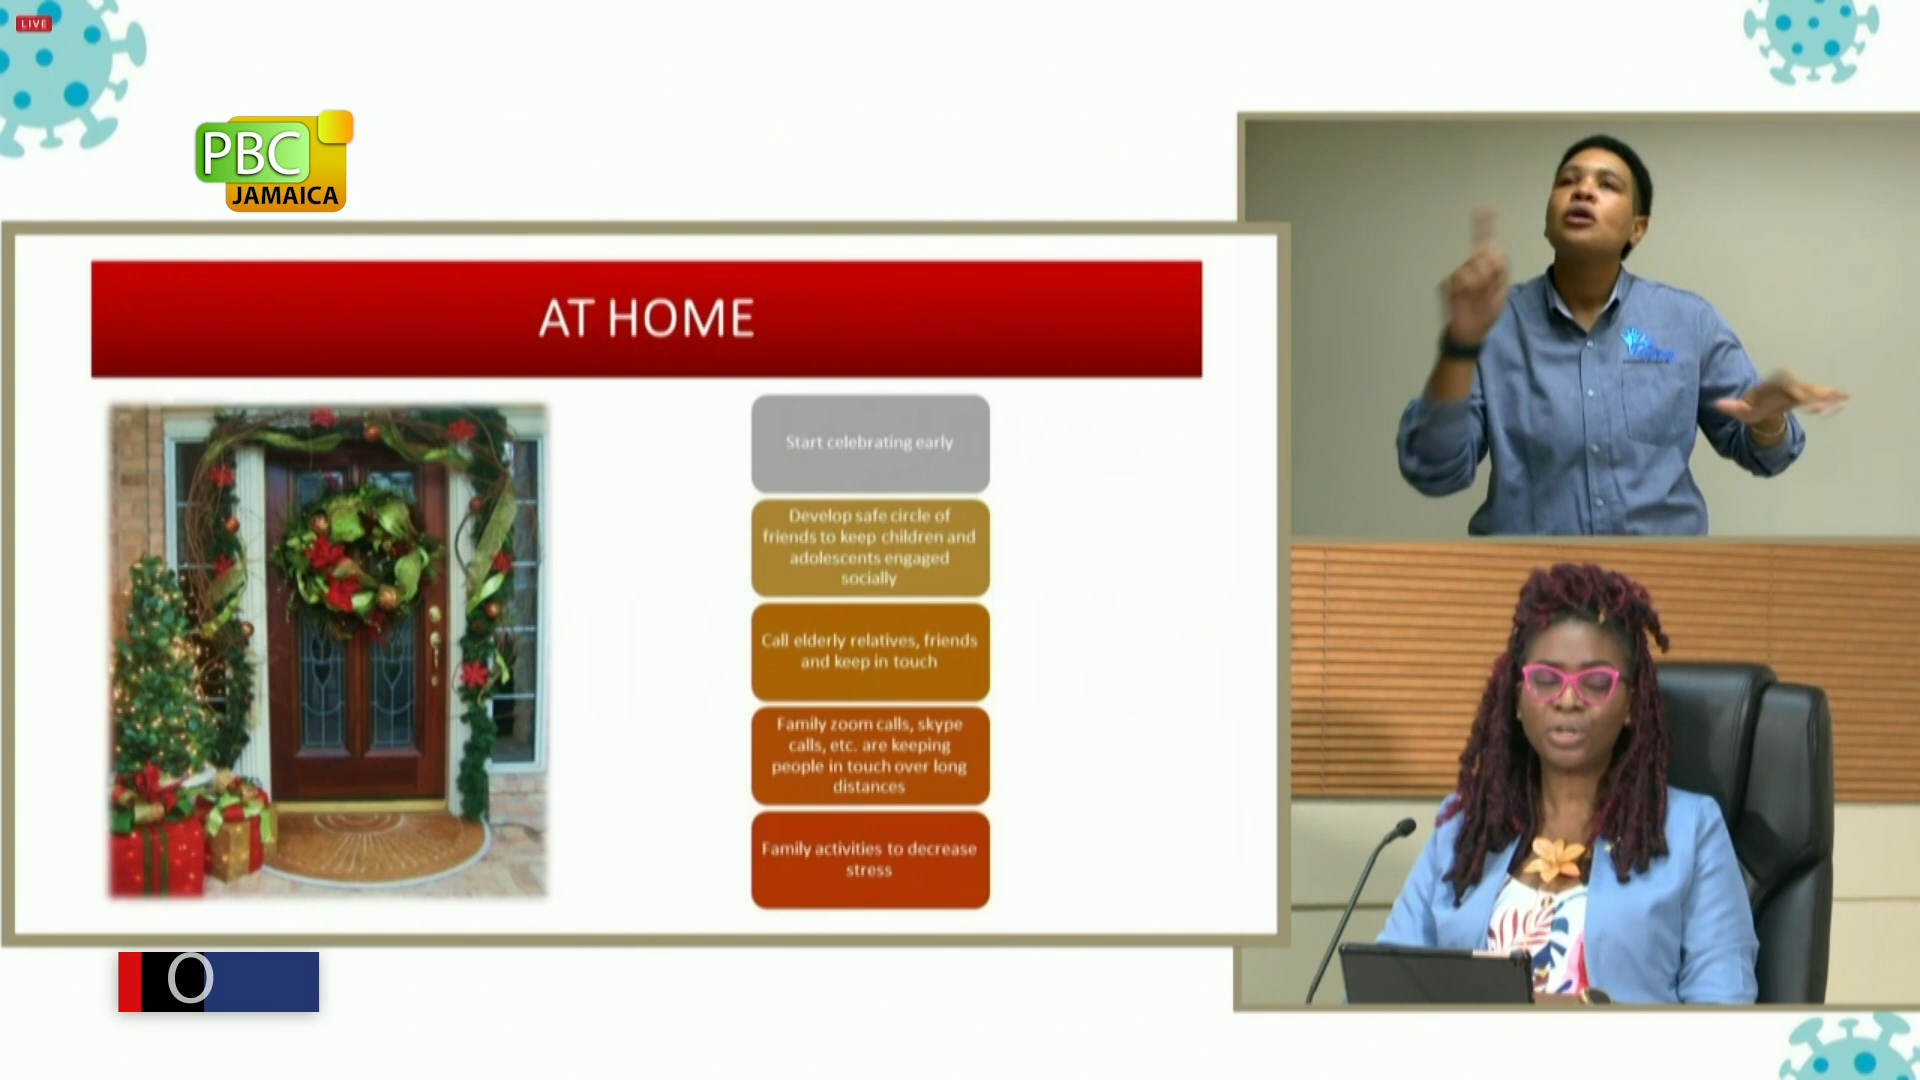 LIVE
PBC
JAMAICA
AT HOME
Start celebrating early
Develop safe circle of
friends to keep children and
adolescents engaged
socially
Call elderly relatives, friends
and keep in touch
Family zoom calls, skype
calls, etc. are keeping
people in touch over long
distances
Family activities to decrease
stress
O